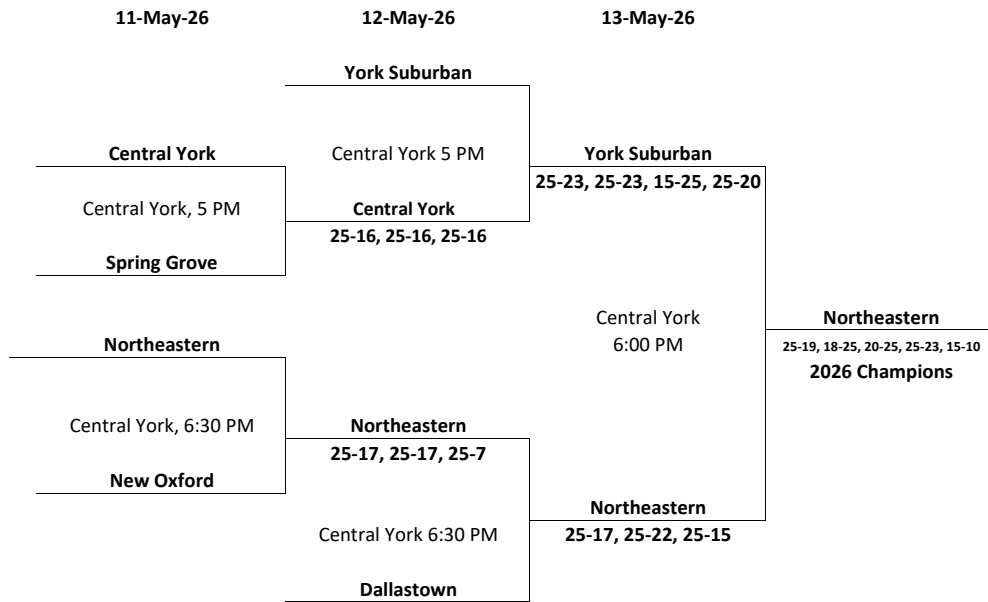 11-May-26
12-May-26
13-May-26
York Suburban
Central York
Central York 5 PM
York Suburban
25-23, 25-23, 15-25, 25-20
Central York, 5 PM
Central York
25-16, 25-16, 25-16
Spring Grove
Central York
6:00 PM
Northeastern
25-19, 18-25, 20-25, 25-23, 15-10
2026 Champions
Northeastern
Central York, 6:30 PM
Northeastern
25-17, 25-17, 25-7
New Oxford
Northeastern
25-17, 25-22, 25-15
Central York 6:30 PM
Dallastown